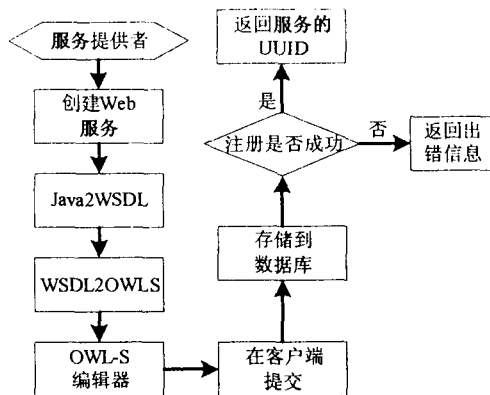 服务提供者
创建Web
服务
Java2WSDL
WSDL2OWLS
OWL-S
编辑器
在客户端
提交
存储到
数据库
注册是否成功
是
返回服务的
UUID
否
返回出
错信息